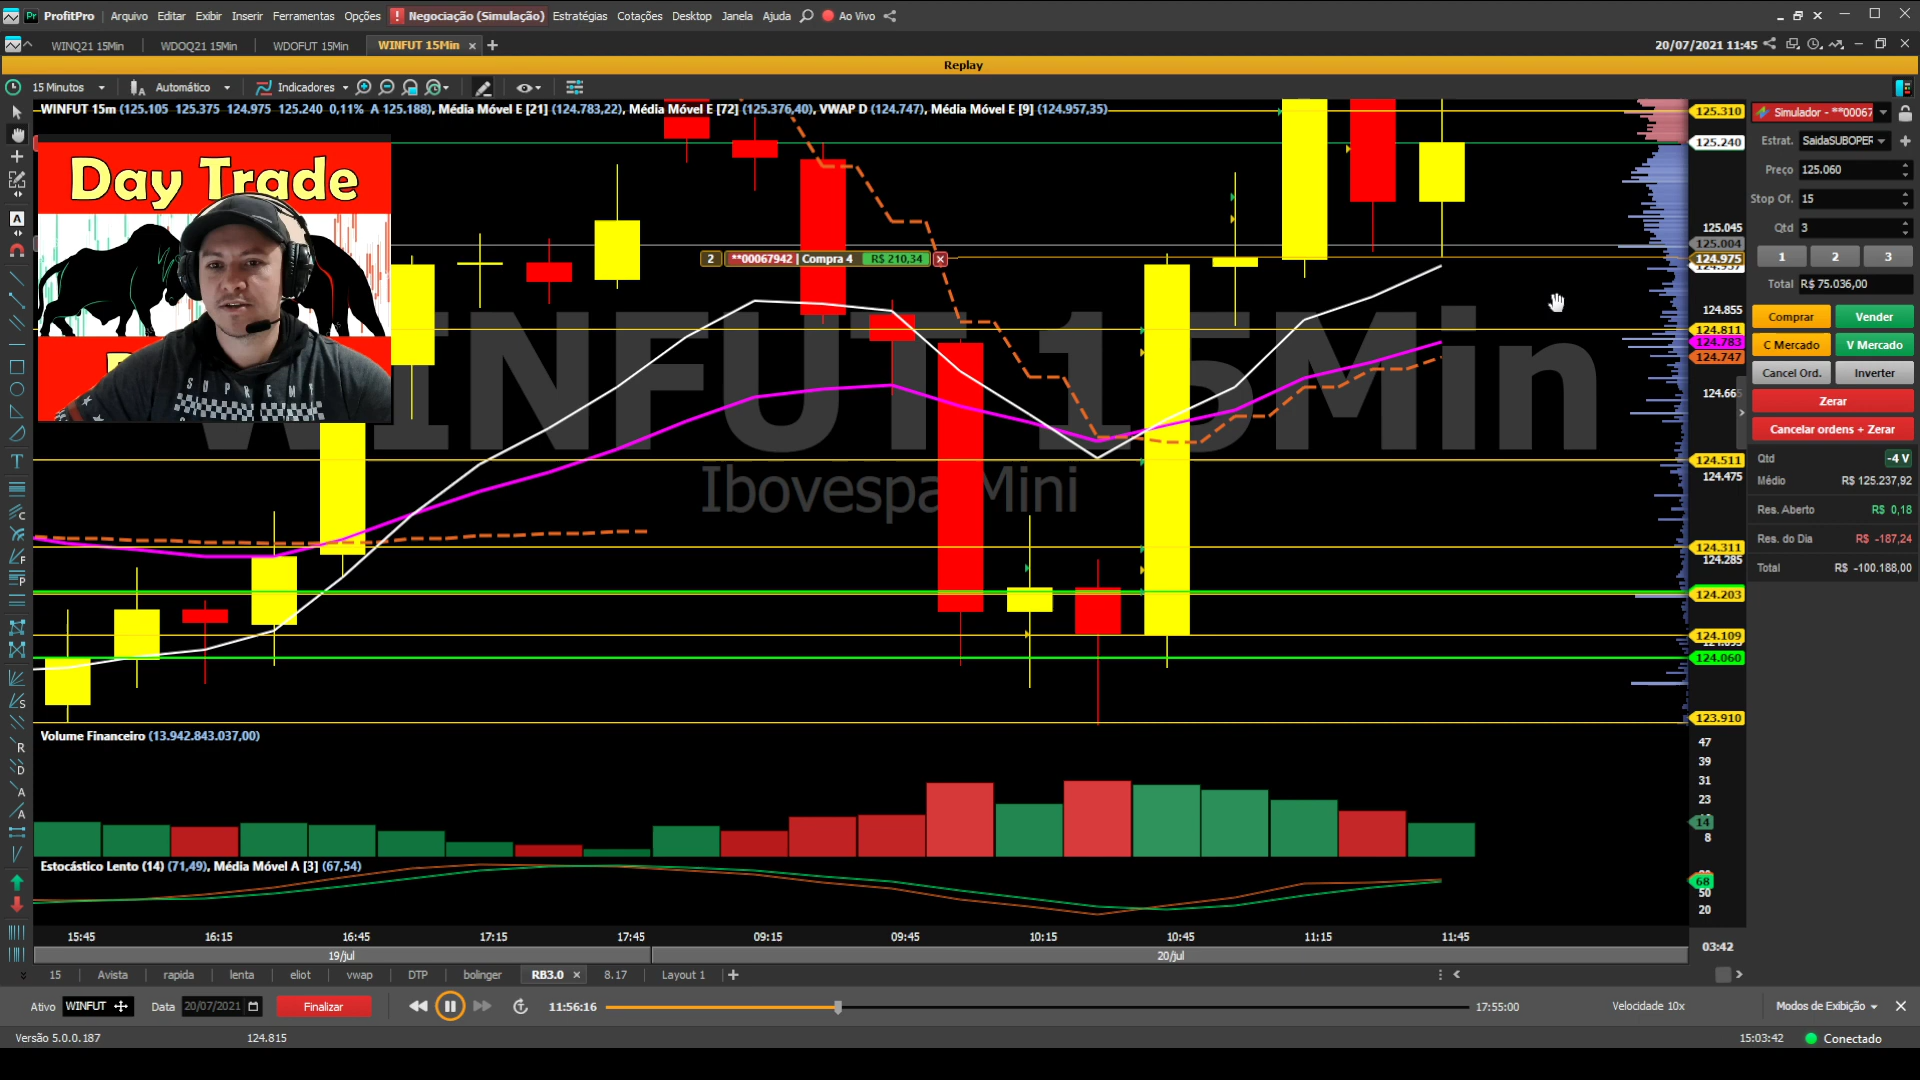 ProfitPro Arquivo Editar Exibir Inserir Ferramentas Opções ! Negociação (Simulação) Estratégias Cotações Desktop Janela Ajuda Ao Vivo
WINQ21 15Min WDOQ21 15Min WDOFUT 15Min WINFUT 15Min 20/07/2021 11:45
Replay
15 Minutos Automático Indicadores
WINFUT 15m (125.105 125.375 124.975 125.240 0,11% A 125.188), Média Móvel E [21] (124.783,22), Média Móvel E [72] (125.376,40), VWAP D (124.747), Média Móvel E [9] (124.957,35)
Day Trade
SUPREME
2 **00067942 | Compra 4 R$ 210,34
WINFUT 15Min
Ibovespa Mini
125.310
125.240
125.045
125.004
124.975
124.855
124.811
124.783
124.747
124.665
124.511
124.475
124.311
124.285
124.203
124.109
124.060
123.910
Simulador - **00067
Estrat. SaidaSUBOPER
Preço 125.060
Stop Of. 15
Qtd 3
1 2 3
Total R$ 75.036,00
Comprar Vender
C Mercado V Mercado
Cancel Ord. Inverter
Zerar
Cancelar ordens + Zerar
Qtd -4 V
Médio R$ 125.237,92
Res. Aberto R$ 0,18
Res. do Dia R$ -187,24
Total R$ -100.188,00
Volume Financeiro (13.942.843.037,00)
47
39
31
23
14
8
Estocástico Lento (14) (71,49), Média Móvel A [3] (67,54)
68
50
20
15:45 16:15 16:45 17:15 17:45 09:15 09:45 10:15 10:45 11:15 11:45 03:42
19/jul 20/jul
15 Avista rapida lenta eliot vwap DTP bolinger RB3.0 8.17 Layout 1
Ativo WINFUT Data 20/07/2021 Finalizar 11:56:16 17:55:00 Velocidade 10x Modos de Exibição
Versão 5.0.0.187 124.815 15:03:42 Conectado